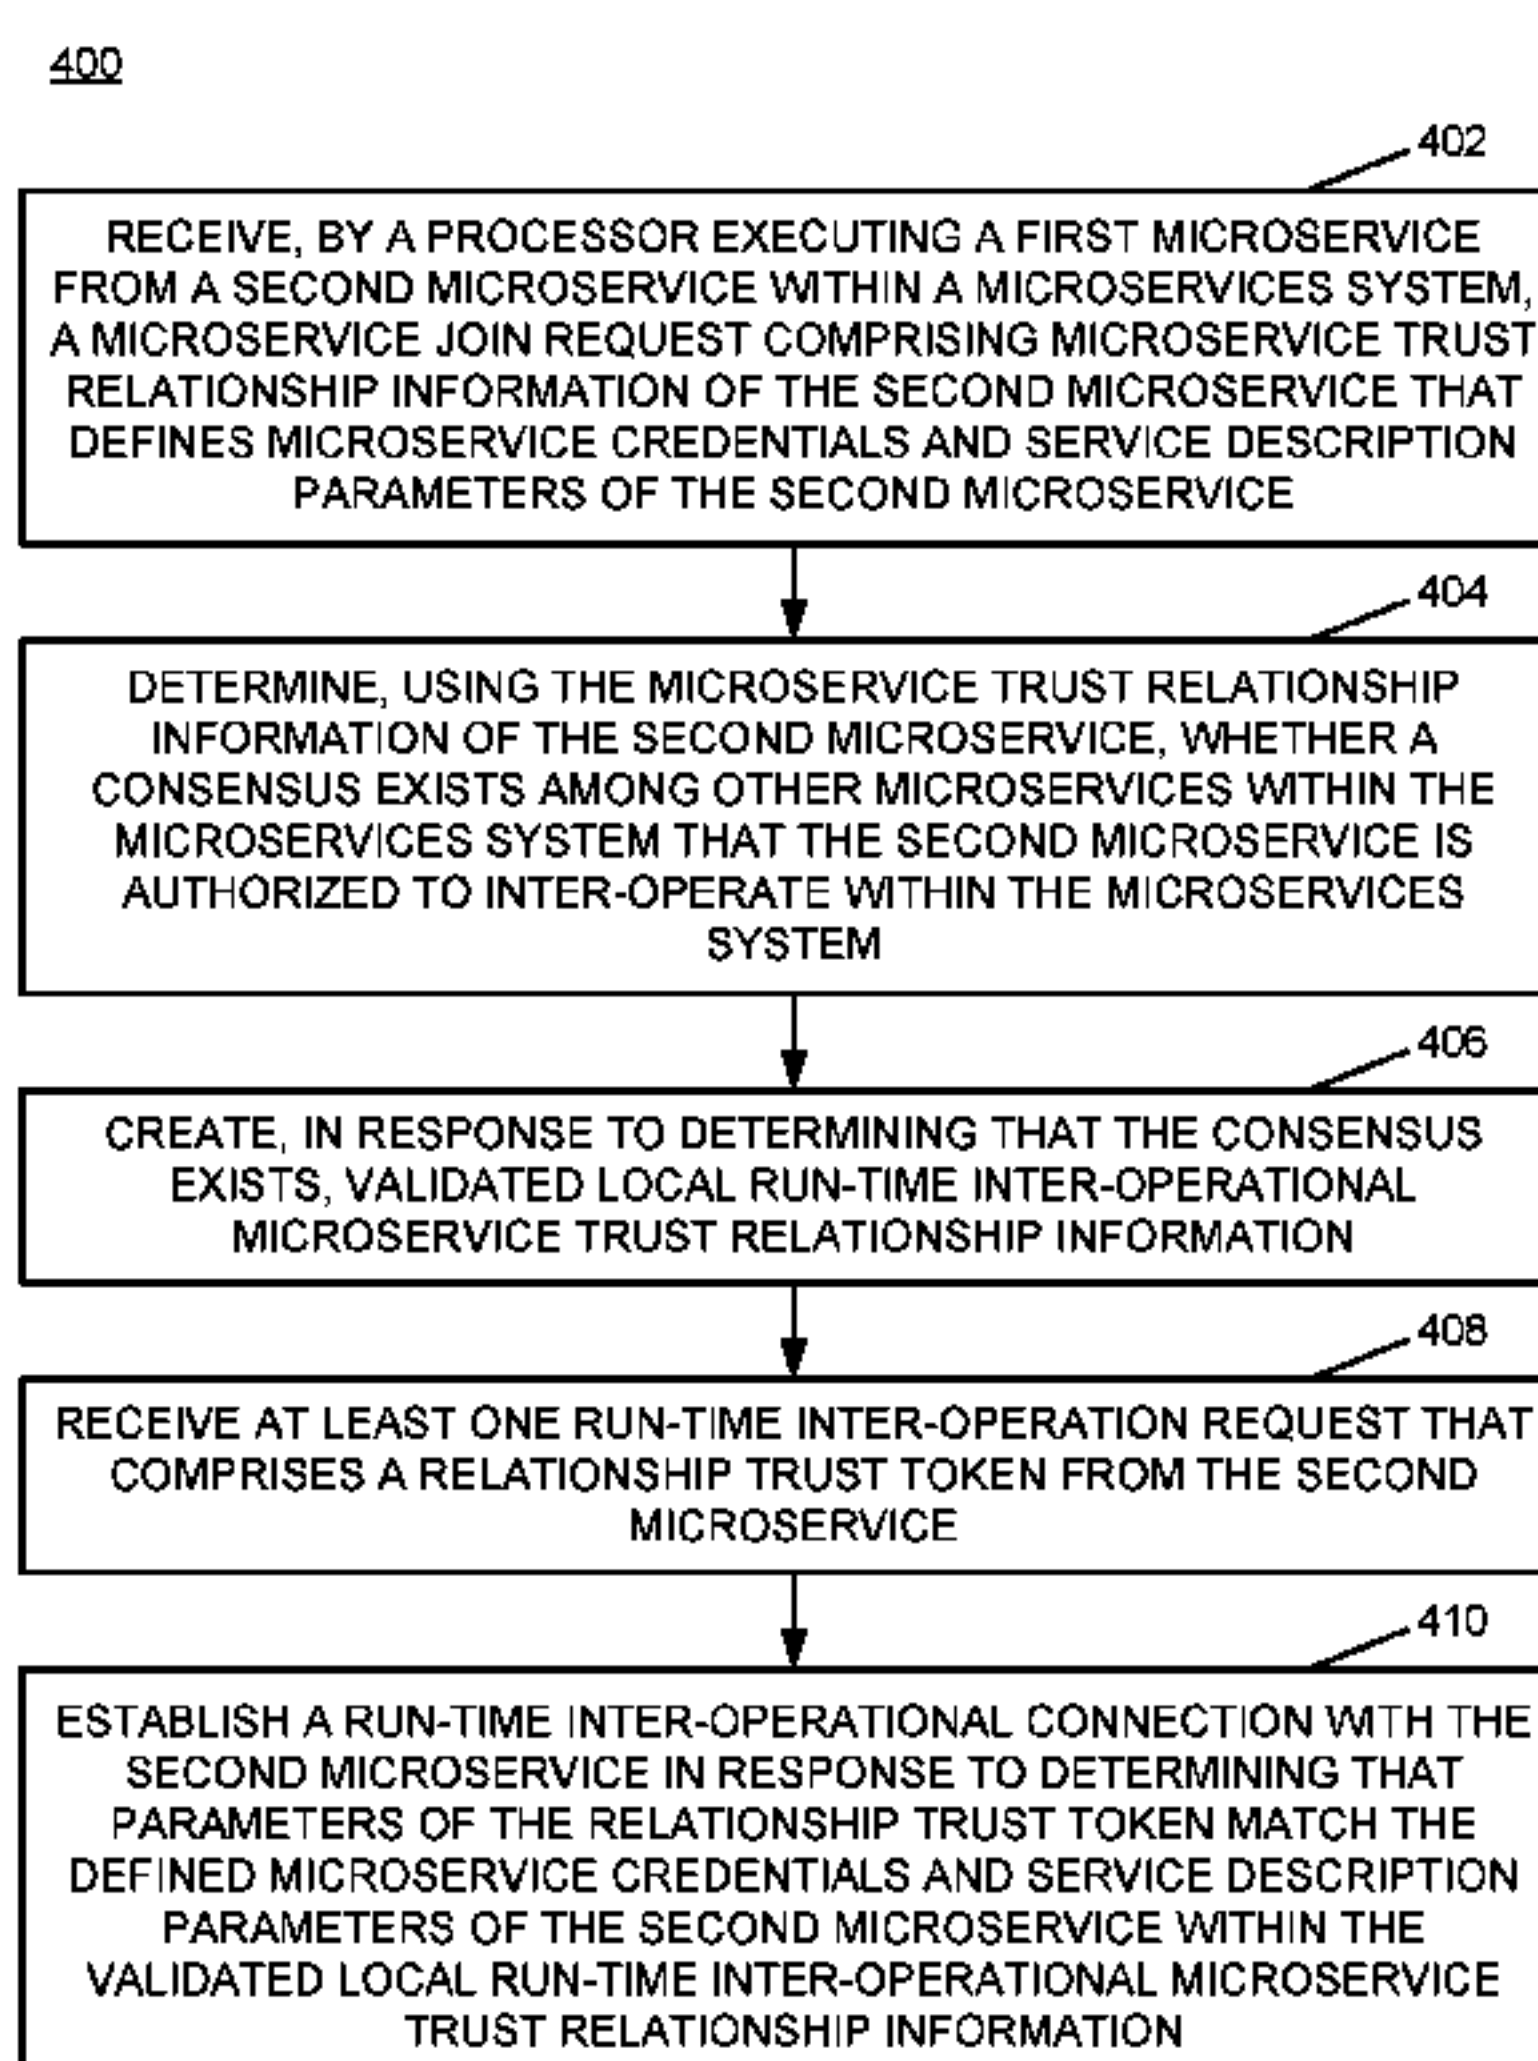 400
402
RECEIVE, BY A PROCESSOR EXECUTING A FIRST MICROSERVICE
FROM A SECOND MICROSERVICE WITHIN A MICROSERVICES SYSTEM,
A MICROSERVICE JOIN REQUEST COMPRISING MICROSERVICE TRUST
RELATIONSHIP INFORMATION OF THE SECOND MICROSERVICE THAT
DEFINES MICROSERVICE CREDENTIALS AND SERVICE DESCRIPTION
PARAMETERS OF THE SECOND MICROSERVICE
404
DETERMINE, USING THE MICROSERVICE TRUST RELATIONSHIP
INFORMATION OF THE SECOND MICROSERVICE, WHETHER A
CONSENSUS EXISTS AMONG OTHER MICROSERVICES WITHIN THE
MICROSERVICES SYSTEM THAT THE SECOND MICROSERVICE IS
AUTHORIZED TO INTER-OPERATE WITHIN THE MICROSERVICES
SYSTEM
406
CREATE, IN RESPONSE TO DETERMINING THAT THE CONSENSUS
EXISTS, VALIDATED LOCAL RUN-TIME INTER-OPERATIONAL
MICROSERVICE TRUST RELATIONSHIP INFORMATION
408
RECEIVE AT LEAST ONE RUN-TIME INTER-OPERATION REQUEST THAT
COMPRISES A RELATIONSHIP TRUST TOKEN FROM THE SECOND
MICROSERVICE
410
ESTABLISH A RUN-TIME INTER-OPERATIONAL CONNECTION WITH THE
SECOND MICROSERVICE IN RESPONSE TO DETERMINING THAT
PARAMETERS OF THE RELATIONSHIP TRUST TOKEN MATCH THE
DEFINED MICROSERVICE CREDENTIALS AND SERVICE DESCRIPTION
PARAMETERS OF THE SECOND MICROSERVICE WITHIN THE
VALIDATED LOCAL RUN-TIME INTER-OPERATIONAL MICROSERVICE
TRUST RELATIONSHIP INFORMATION